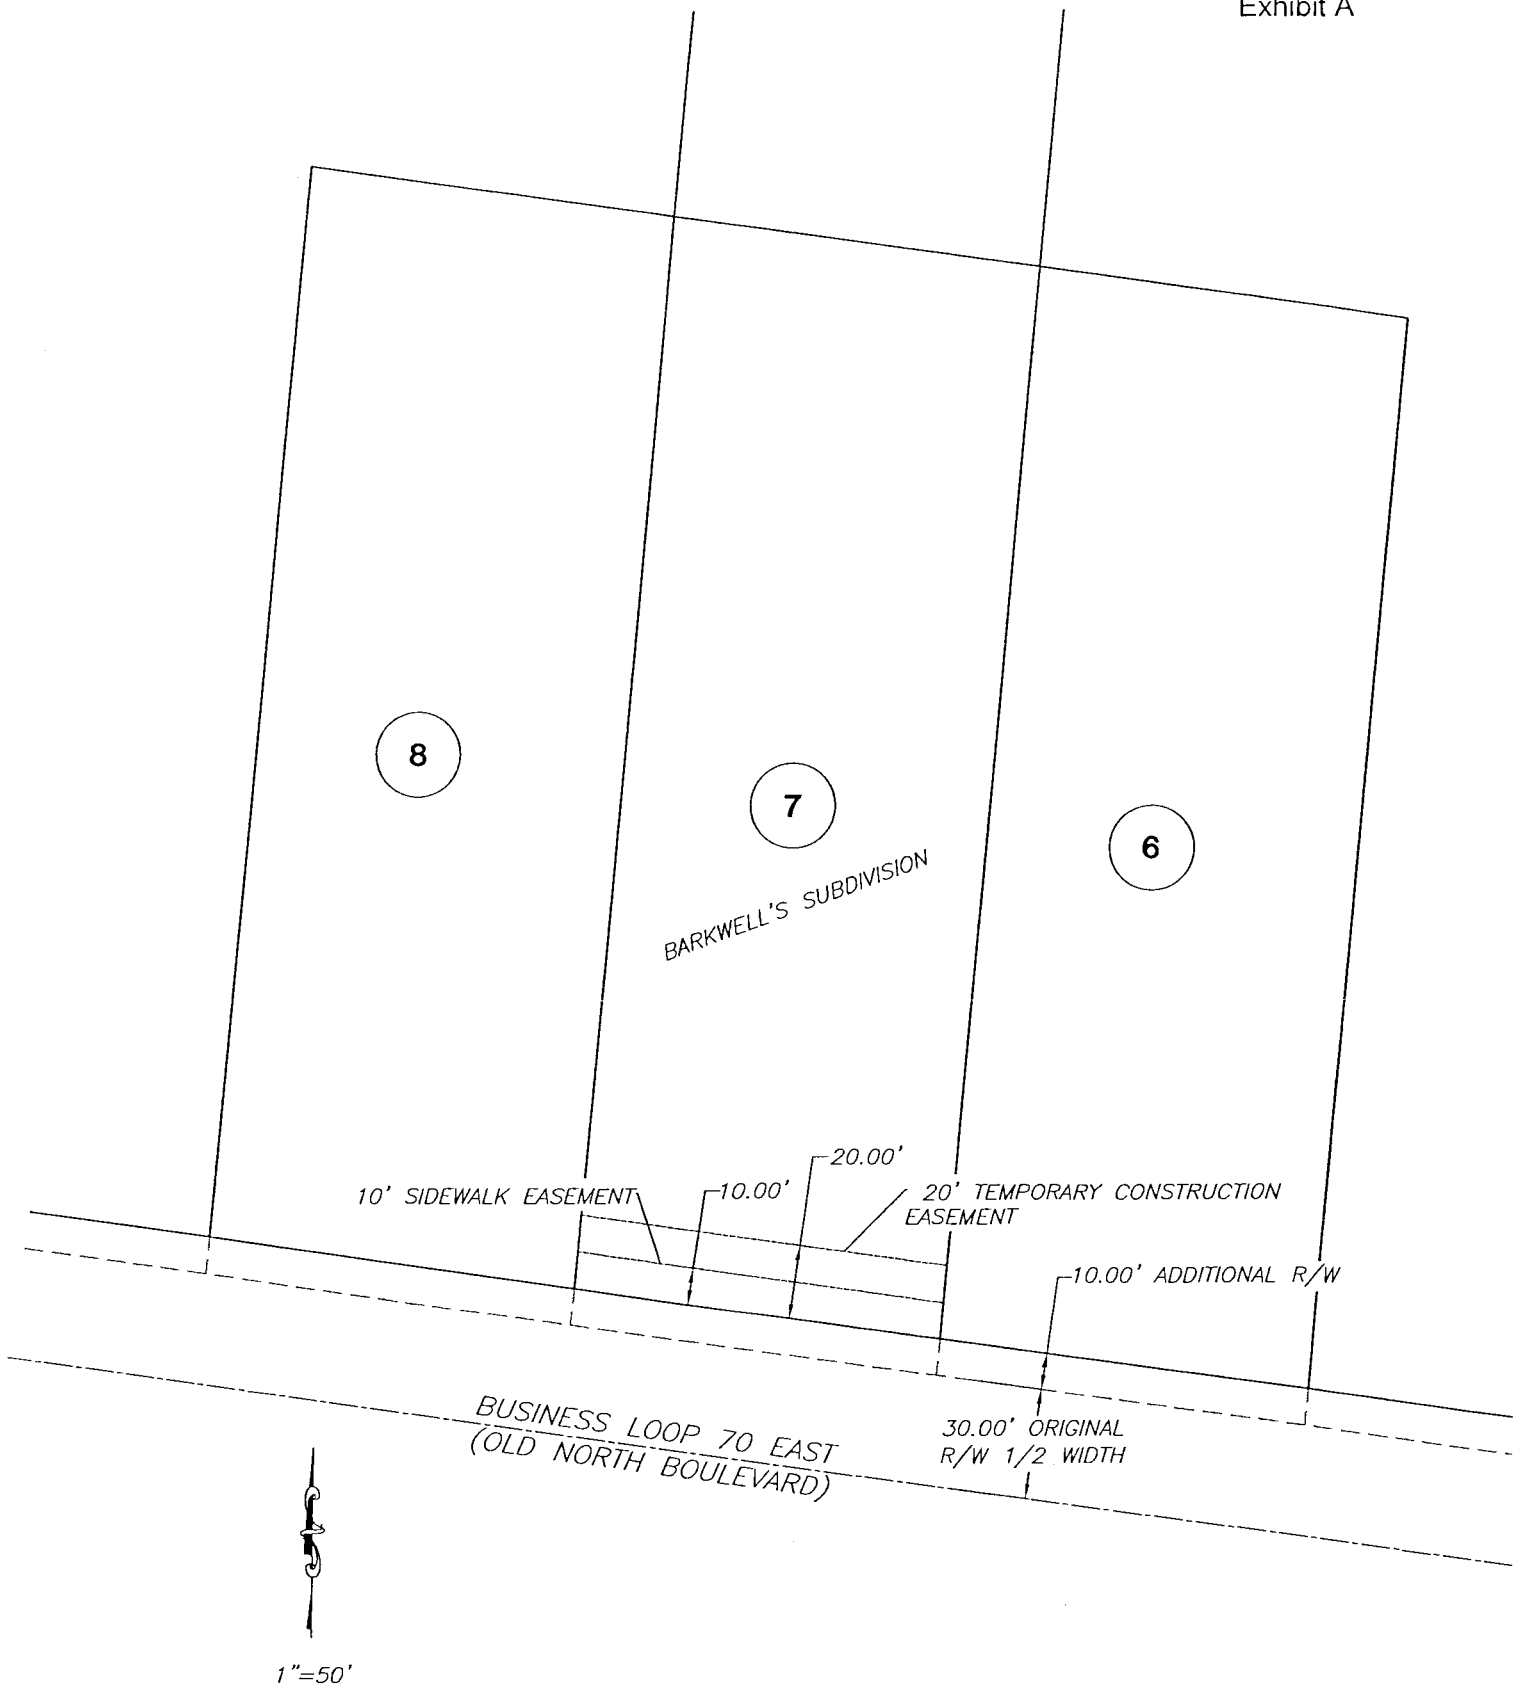 Exhibit A
8
7
6
BARKWELL'S SUBDIVISION
20.00'
10' SIDEWALK EASEMENT
10.00'
20' TEMPORARY CONSTRUCTION
EASEMENT
10.00' ADDITIONAL R/W
BUSINESS LOOP 70 EAST
(OLD NORTH BOULEVARD)
30.00' ORIGINAL
R/W 1/2 WIDTH
1"=50'